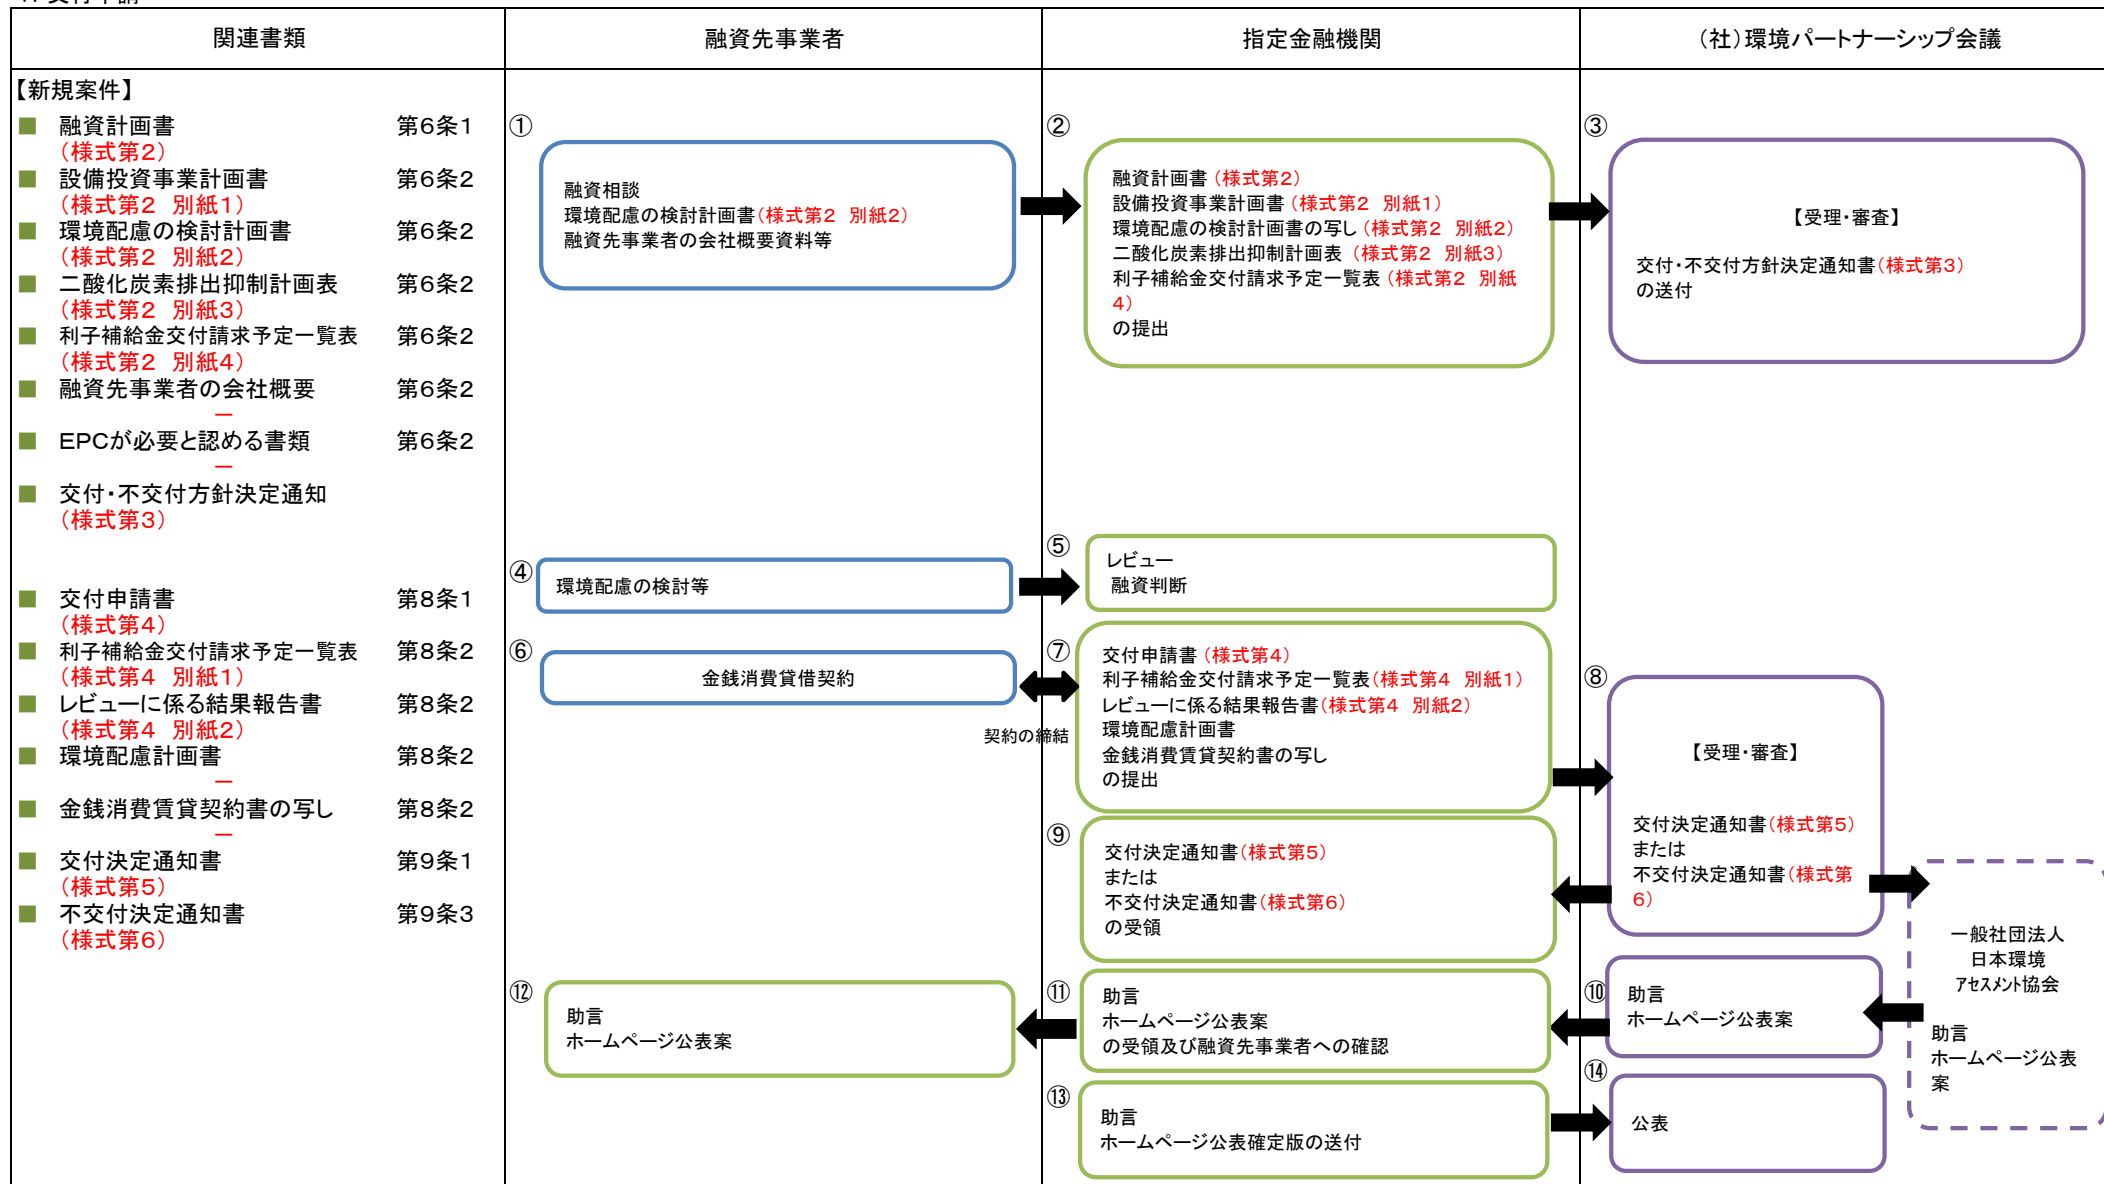 関連書類
融資先事業者
指定金融機関
（社）環境パートナーシップ会議
【新規案件】
■ 融資計画書 第6条1
（様式第2）
■ 設備投資事業計画書 第6条2
（様式第2 別紙1）
■ 環境配慮の検討計画書 第6条2
（様式第2 別紙2）
■ 二酸化炭素排出抑制計画表 第6条2
（様式第2 別紙3）
■ 利子補給金交付請求予定一覧表 第6条2
（様式第2 別紙4）
■ 融資先事業者の会社概要 第6条2
ー
■ EPCが必要と認める書類 第6条2
ー
■ 交付・不交付方針決定通知
（様式第3）
■ 交付申請書 第8条1
（様式第4）
■ 利子補給金交付請求予定一覧表 第8条2
（様式第4 別紙1）
■ レビューに係る結果報告書 第8条2
（様式第4 別紙2）
■ 環境配慮計画書 第8条2
ー
■ 金銭消費賃貸契約書の写し 第8条2
ー
■ 交付決定通知書 第9条1
（様式第5）
■ 不交付決定通知書 第9条3
（様式第6）
①
融資相談
環境配慮の検討計画書（様式第2 別紙2）
融資先事業者の会社概要資料等
②
融資計画書（様式第2）
設備投資事業計画書（様式第2 別紙1）
環境配慮の検討計画書の写し（様式第2 別紙2）
二酸化炭素排出抑制計画表（様式第2 別紙3）
利子補給金交付請求予定一覧表（様式第2 別紙
4）
の提出
③
【受理・審査】
交付・不交付方針決定通知書（様式第3）
の送付
④
環境配慮の検討等
⑤
レビュー
融資判断
⑥
金銭消費貸借契約
契約の締結
⑦
交付申請書（様式第4）
利子補給金交付請求予定一覧表（様式第4 別紙1）
レビューに係る結果報告書（様式第4 別紙2）
環境配慮計画書
金銭消費賃貸契約書の写し
の提出
⑧
【受理・審査】
交付決定通知書（様式第5）
または
不交付決定通知書（様式第
6）
⑨
交付決定通知書（様式第5）
または
不交付決定通知書（様式第6）
の受領
一般社団法人
日本環境
アセスメント協会
助言
ホームページ公表
案
⑩
助言
ホームページ公表案
⑪
助言
ホームページ公表案
の受領及び融資先事業者への確認
⑫
助言
ホームページ公表案
⑬
助言
ホームページ公表確定版の送付
⑭
公表